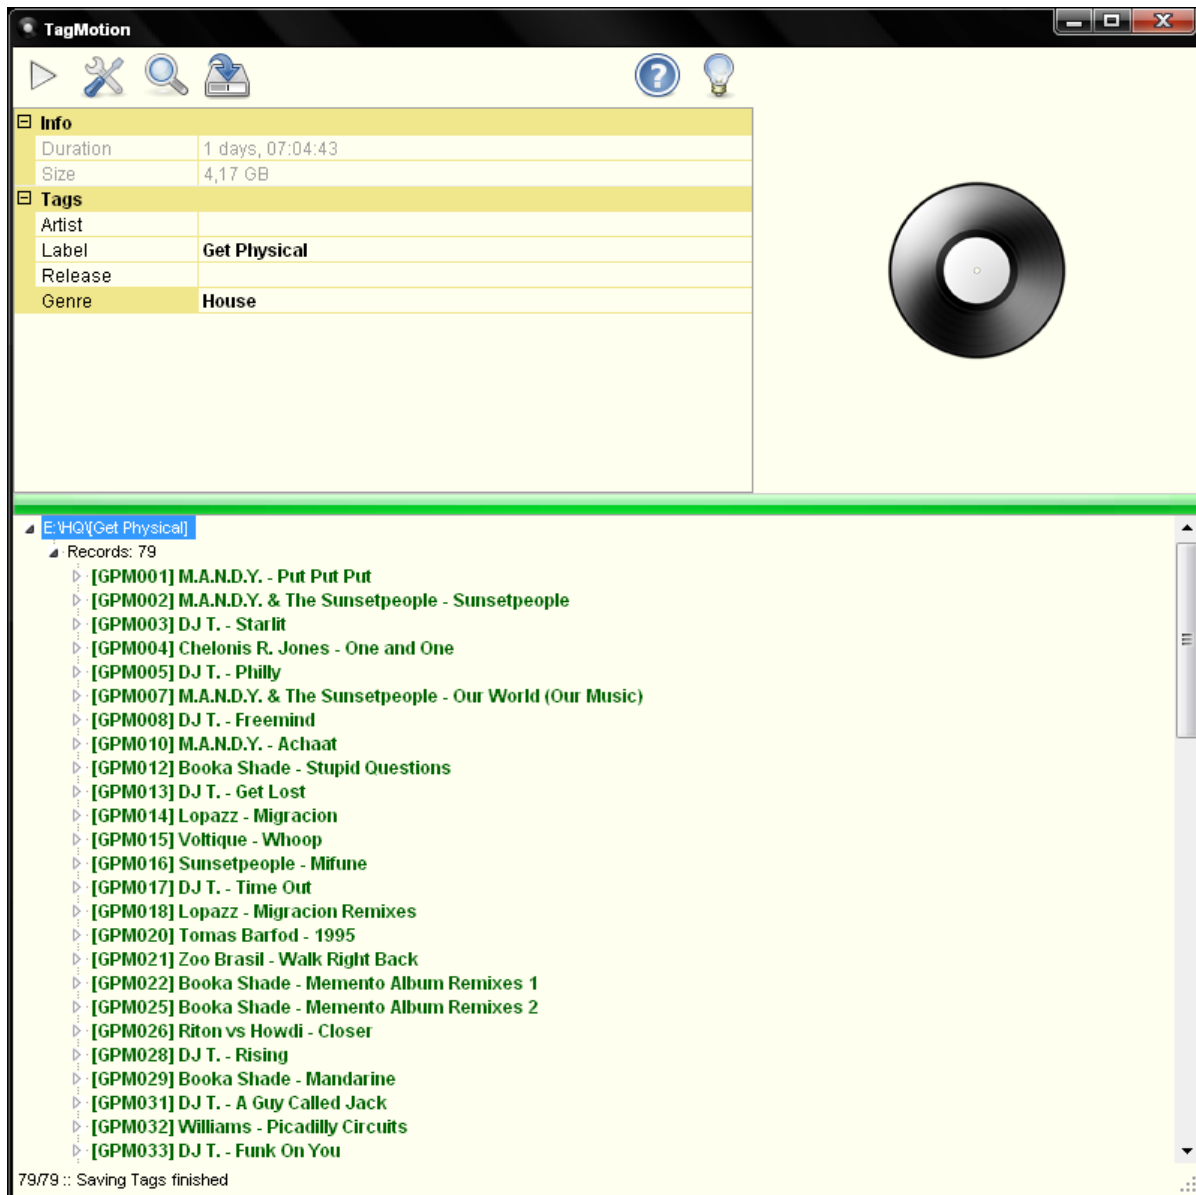 TagMotion
Info
Duration 1 days, 07:04:43
Size 4,17 GB
Tags
Artist
Label Get Physical
Release
Genre House
E:\HQ\[Get Physical]
Records: 79
[GPM001] M.A.N.D.Y. - Put Put Put
[GPM002] M.A.N.D.Y. & The Sunsetpeople - Sunsetpeople
[GPM003] DJ T. - Starlit
[GPM004] Chelonis R. Jones - One and One
[GPM005] DJ T. - Philly
[GPM007] M.A.N.D.Y. & The Sunsetpeople - Our World (Our Music)
[GPM008] DJ T. - Freemind
[GPM010] M.A.N.D.Y. - Achaat
[GPM012] Booka Shade - Stupid Questions
[GPM013] DJ T. - Get Lost
[GPM014] Lopazz - Migracion
[GPM015] Voltique - Whoop
[GPM016] Sunsetpeople - Mifune
[GPM017] DJ T. - Time Out
[GPM018] Lopazz - Migracion Remixes
[GPM020] Tomas Barfod - 1995
[GPM021] Zoo Brasil - Walk Right Back
[GPM022] Booka Shade - Memento Album Remixes 1
[GPM025] Booka Shade - Memento Album Remixes 2
[GPM026] Riton vs Howdi - Closer
[GPM028] DJ T. - Rising
[GPM029] Booka Shade - Mandarine
[GPM031] DJ T. - A Guy Called Jack
[GPM032] Williams - Picadilly Circuits
[GPM033] DJ T. - Funk On You
79/79 :: Saving Tags finished